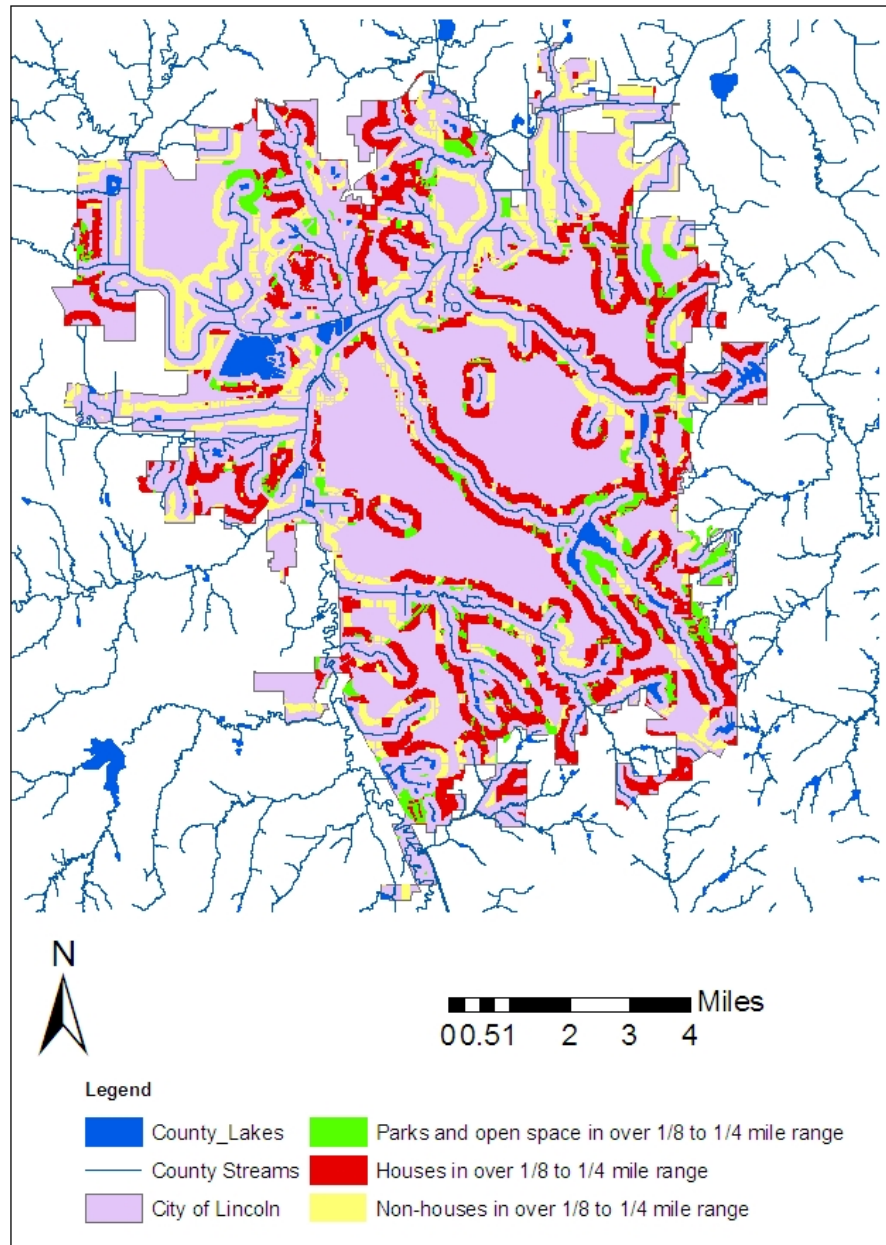 N
Miles
0 0.5 1 2 3 4
Legend
County_Lakes
County Streams
City of Lincoln
Parks and open space in over 1/8 to 1/4 mile range
Houses in over 1/8 to 1/4 mile range
Non-houses in over 1/8 to 1/4 mile range